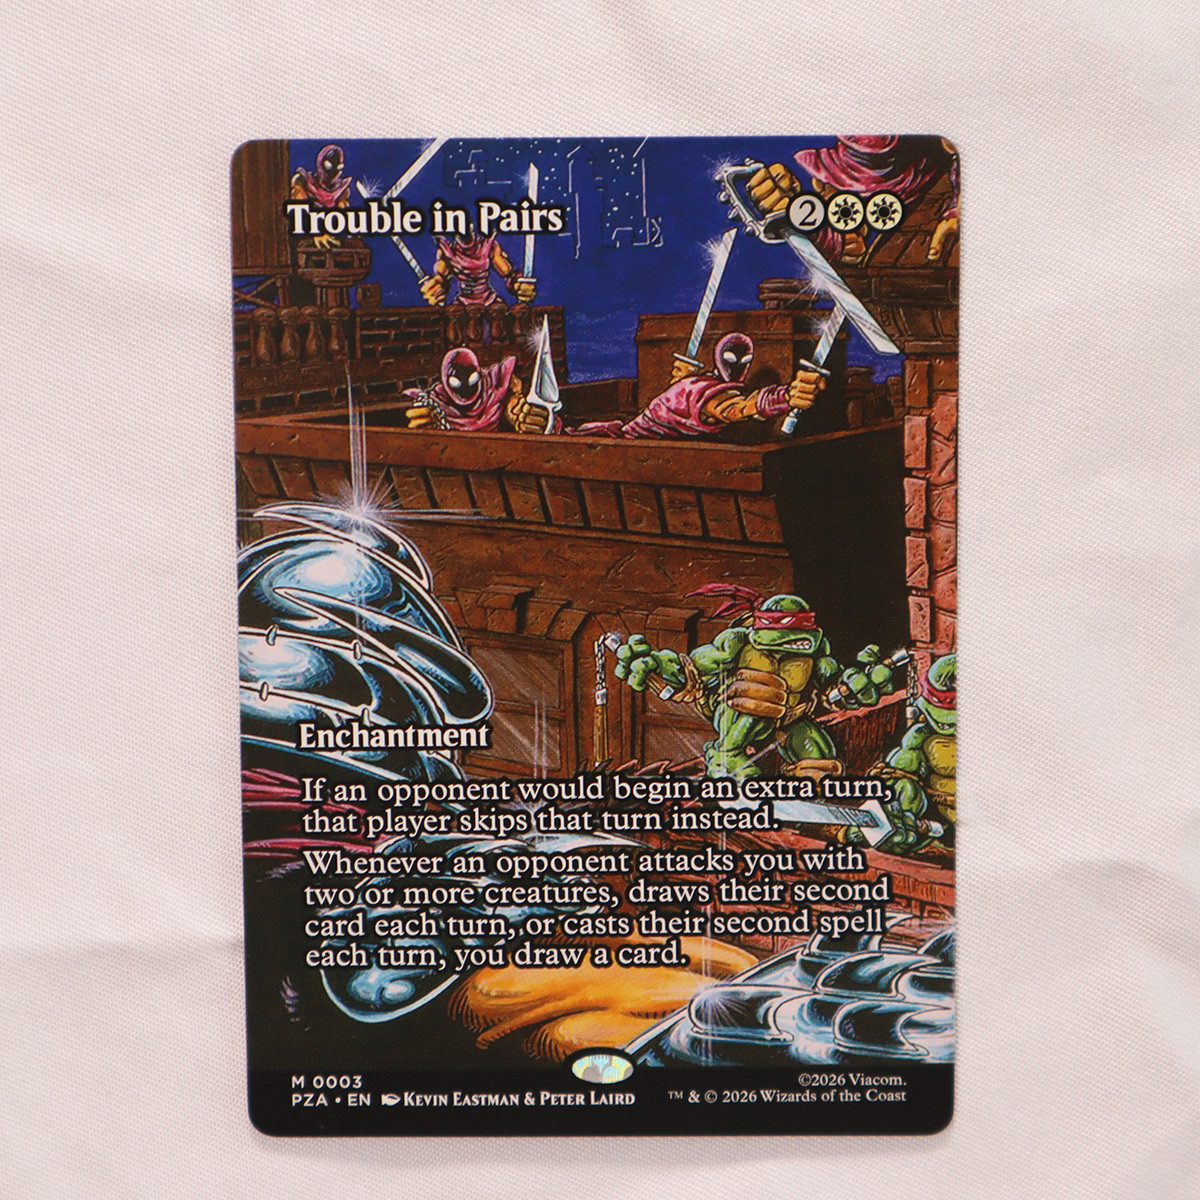 Trouble in Pairs 2
Enchantment
If an opponent would begin an extra turn,
that player skips that turn instead.
Whenever an opponent attacks you with
two or more creatures, draws their second
card each turn, or casts their second spell
each turn, you draw a card.
M 0003
PZA • EN Kevin Eastman & Peter Laird
©2026 Viacom.
™ & © 2026 Wizards of the Coast